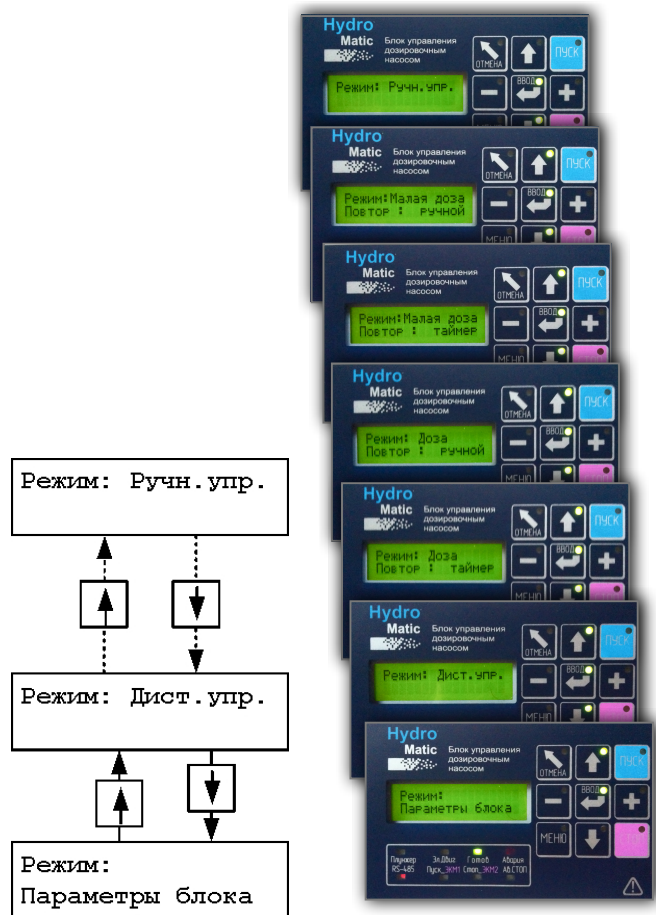 Режим: Ручн.упр.
Режим: Дист.упр.
Режим:
Параметры блока
Hydro
Matic
Блок управления
дозировочным
насосом
ОТМЕНА
ПУСК
Режим: Ручн.упр.
ВВОД
Hydro
Matic
Блок управления
дозировочным
насосом
ОТМЕНА
ПУСК
Режим:Малая доза
Повтор : ручной
ВВОД
МЕНЮ
Hydro
Matic
Блок управления
дозировочным
насосом
ОТМЕНА
ПУСК
Режим:Малая доза
Повтор : таймер
ВВОД
МЕНЮ
Hydro
Matic
Блок управления
дозировочным
насосом
ОТМЕНА
ПУСК
Режим: Доза
Повтор : ручной
ВВОД
МЕНЮ
Hydro
Matic
Блок управления
дозировочным
насосом
ОТМЕНА
ПУСК
Режим: Доза
Повтор : таймер
ВВОД
Hydro
Matic
Блок управления
дозировочным
насосом
ОТМЕНА
ПУСК
Режим: Дист.упр.
ВВОД
МЕНЮ
Hydro
Matic
Блок управления
дозировочным
насосом
ОТМЕНА
ПУСК
Режим:
Параметры блока
ВВОД
МЕНЮ
Плунжер Эл.Двиг Готов Авария
RS-485 Пуск_ЭКМ1 Стоп_ЭКМ2 АВ.СТОП